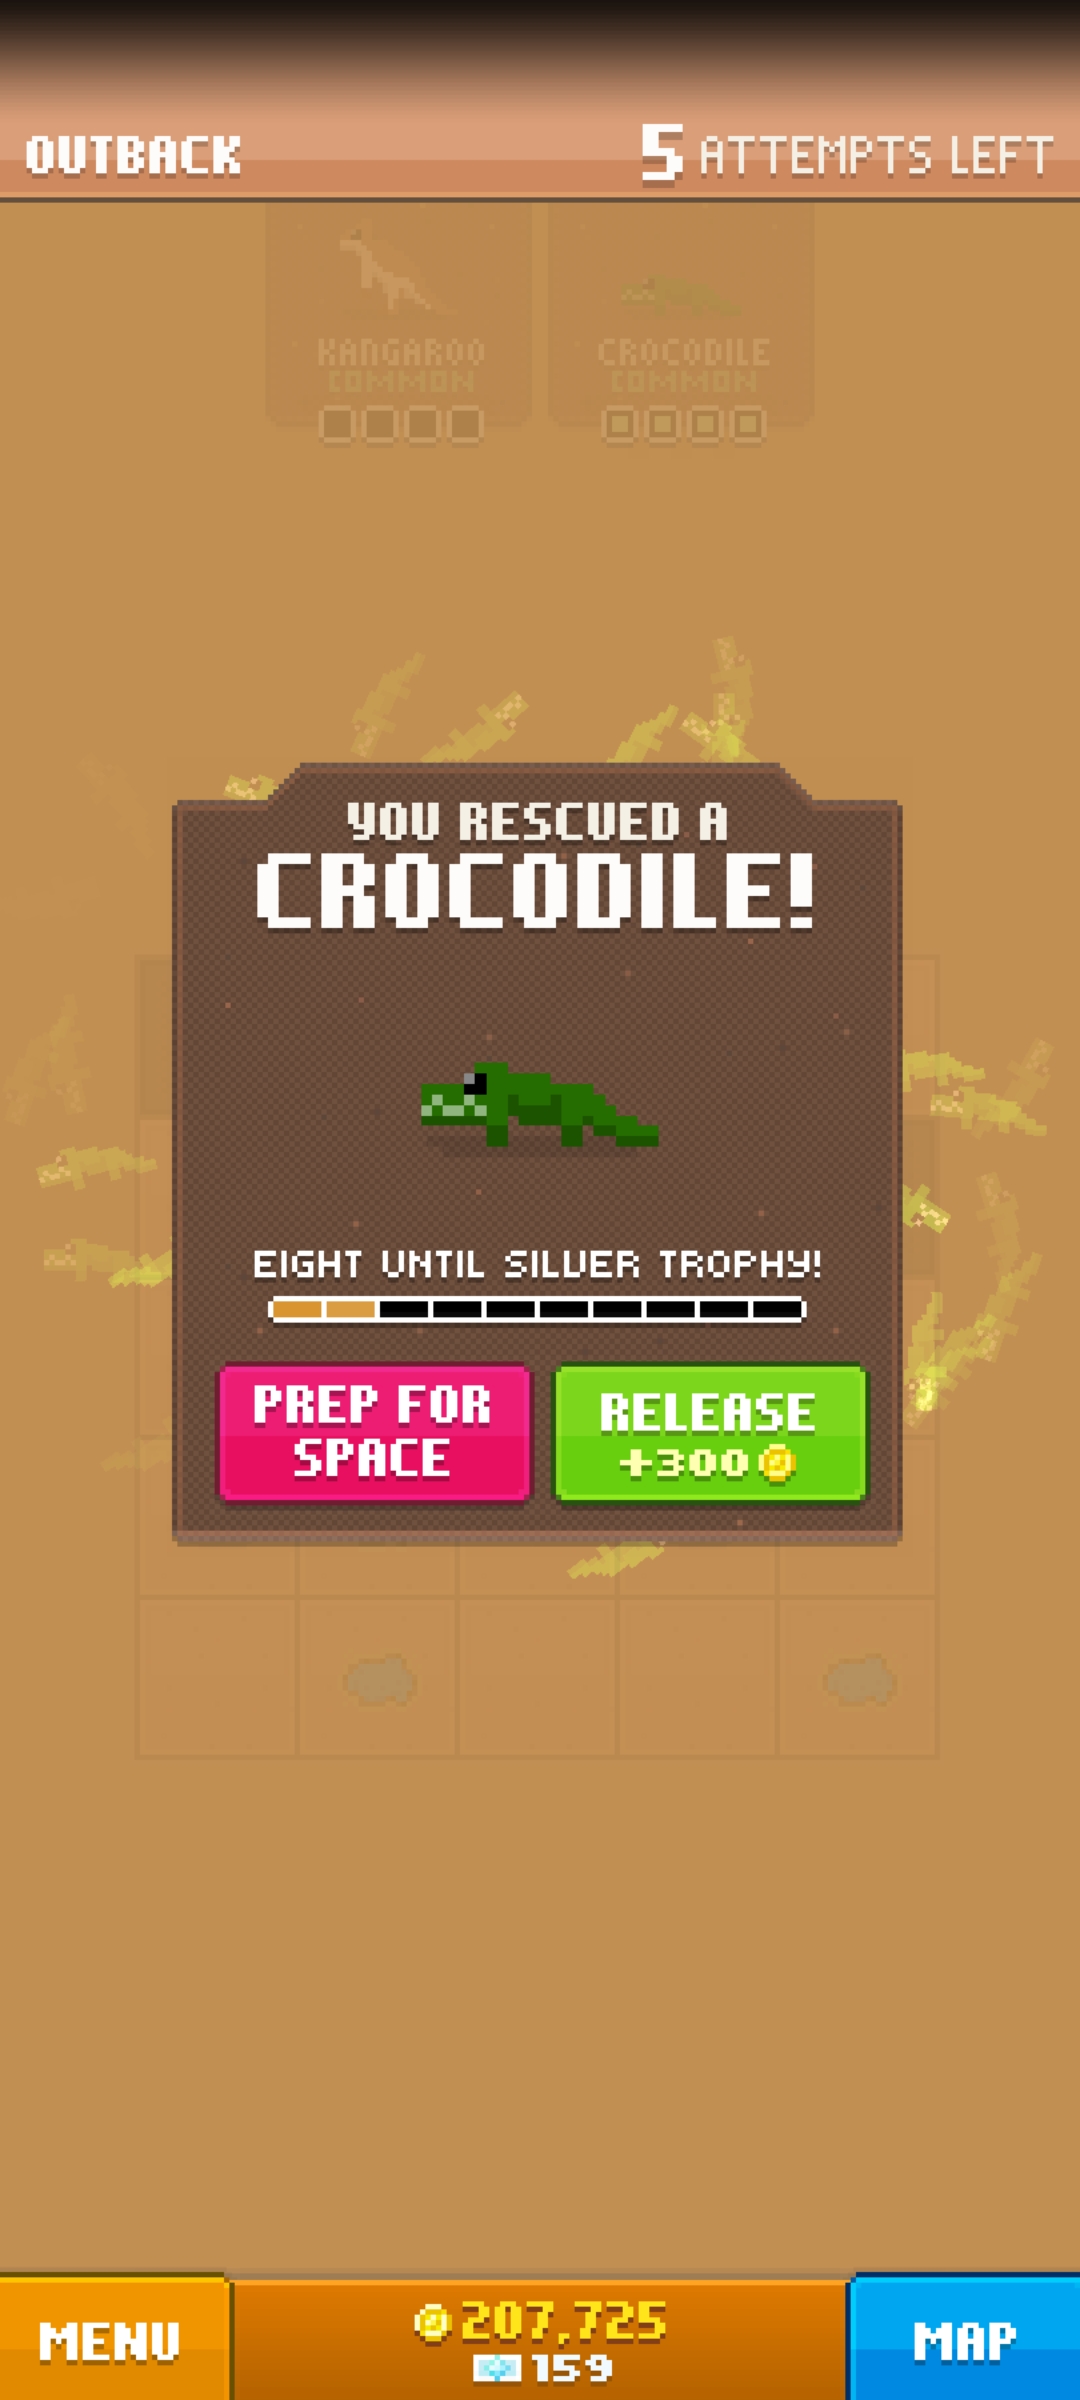 OUTBACK
5 ATTEMPTS LEFT
KANGAROO
COMMON
CROCODILE
COMMON
YOU RESCUED A
CROCODILE!
EIGHT UNTIL SILVER TROPHY!
PREP FOR
SPACE
RELEASE
+300
MENU
207,725
159
MAP